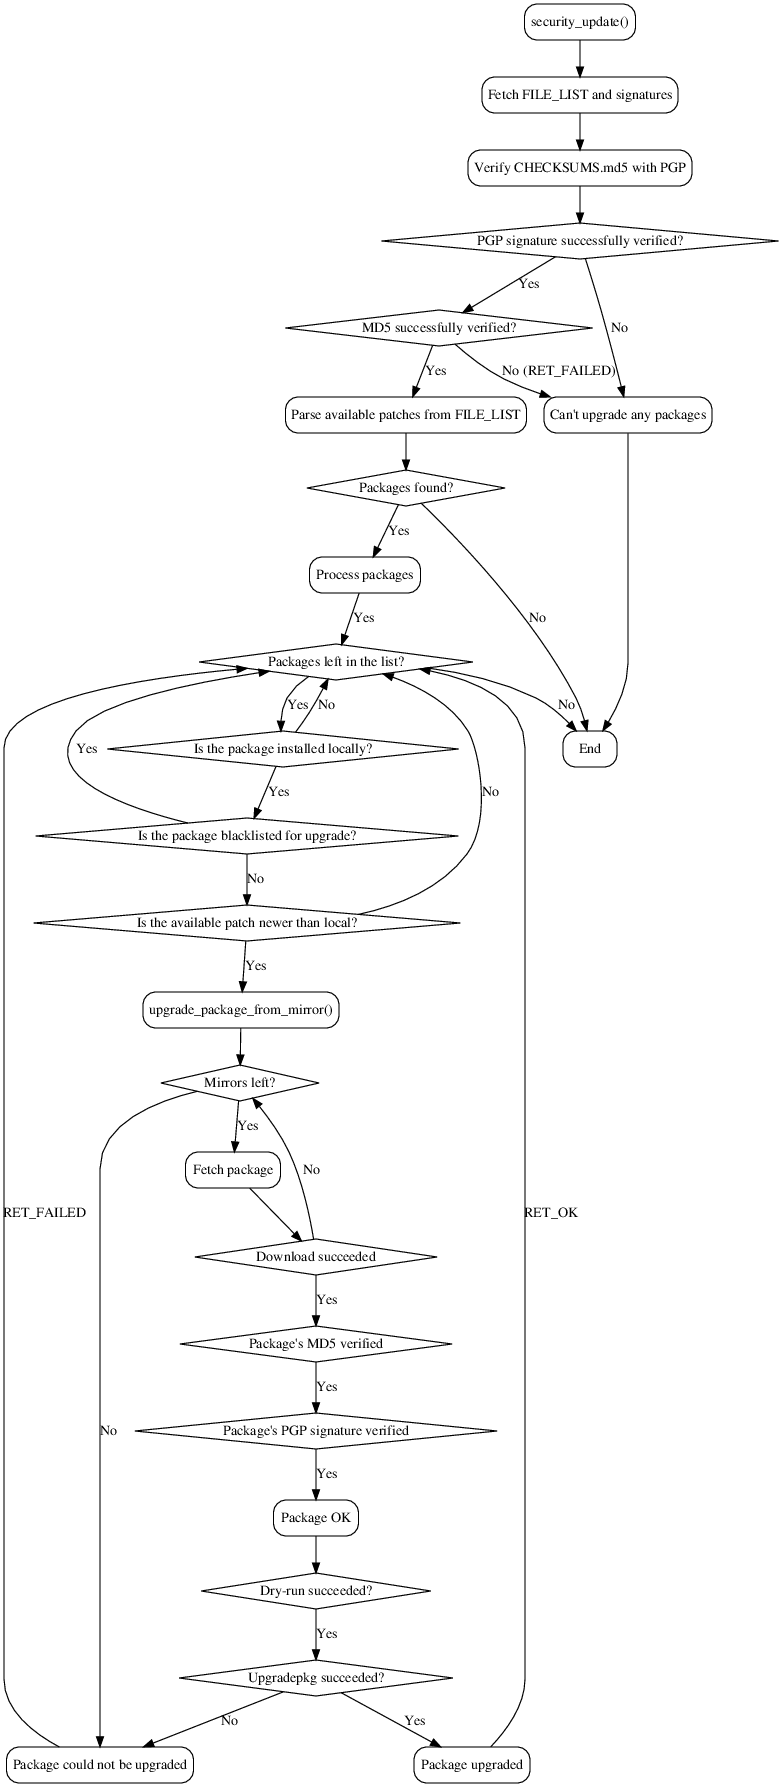 security_update()
Fetch FILE_LIST and signatures
Verify CHECKSUMS.md5 with PGP
PGP signature successfully verified?
Yes
No
MD5 successfully verified?
Yes
No (RET_FAILED)
Parse available patches from FILE_LIST
Can't upgrade any packages
Packages found?
Yes
Process packages
Yes
No
Packages left in the list?
Yes
No
No
Yes
Is the package installed locally?
Yes
No
Is the package blacklisted for upgrade?
No
Is the available patch newer than local?
End
Yes
upgrade_package_from_mirror()
Mirrors left?
Yes
Fetch package
No
RET_FAILED
RET_OK
Download succeeded
Yes
Package's MD5 verified
Yes
No
Package's PGP signature verified
Yes
Package OK
Dry-run succeeded?
Yes
Upgradepkg succeeded?
No
Yes
Package could not be upgraded
Package upgraded